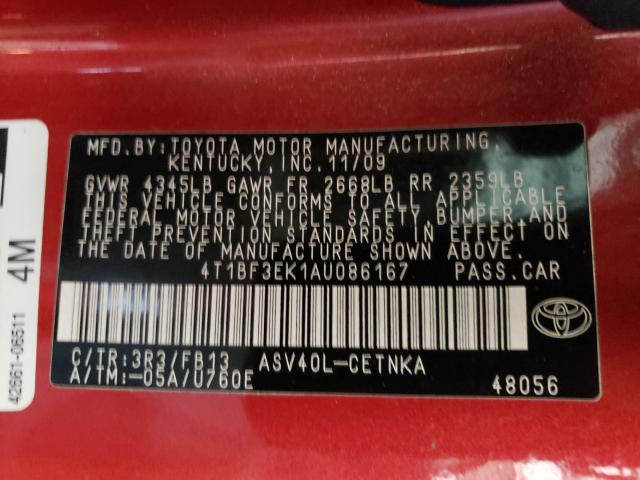 MFD.BY:TOYOTA MOTOR MANUFACTURING,
KENTUCKY, INC. 11/09
GVWR 4345LB GAWR FR 2668LB RR 2359LB
THIS VEHICLE CONFORMS TO ALL APPLICABLE
FEDERAL MOTOR VEHICLE SAFETY, BUMPER AND
THEFT PREVENTION STANDARDS IN EFFECT ON
THE DATE OF MANUFACTURE SHOWN ABOVE.
4T1BF3EK1AU086167 PASS.CAR
C/TR:3R3/FB13 ASV40L-CETNKA
A/TM:-05A/U760E 48056
4M
42661-06511